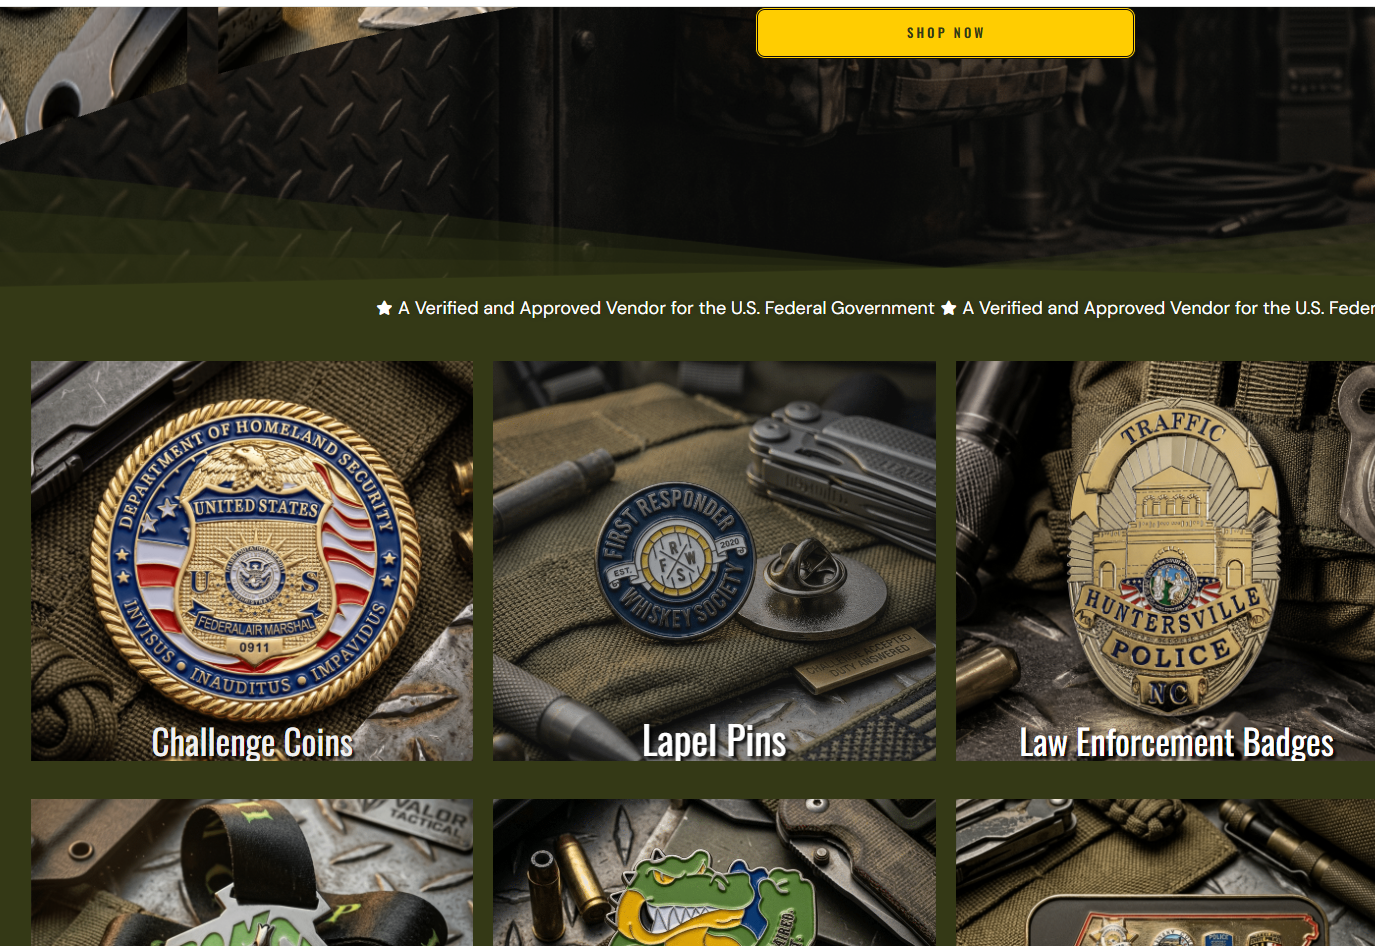 SHOP NOW
A Verified and Approved Vendor for the U.S. Federal Government
A Verified and Approved Vendor for the U.S. Feder
DEPARTMENT OF HOMELAND SECURITY
UNITED STATES
U S
FEDERAL AIR MARSHAL
0911
INVISUS • INAUDITUS • IMPAVIDUS
Challenge Coins
FIRST RESPONDER
EST. 2020
F R W S
WHISKEY SOCIETY
ANSWERED
Lapel Pins
TRAFFIC
HUNTERSVILLE
POLICE
NC
Law Enforcement Badges
VALOR
TACTICAL
P